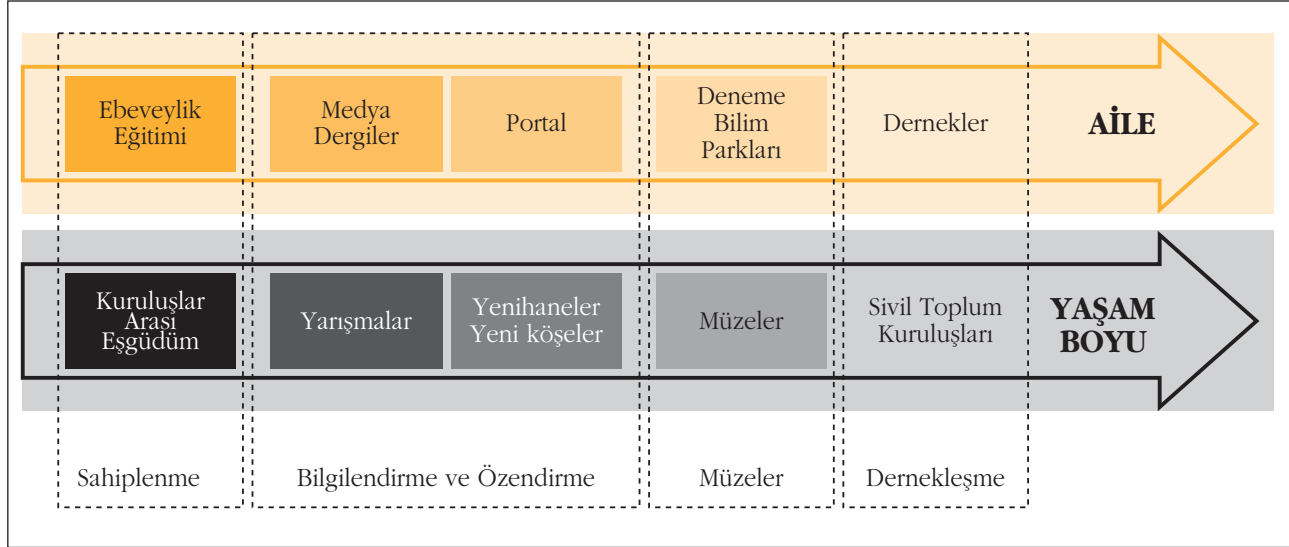 Ebeveylik
Eğitimi
Medya
Dergiler
Portal
Deneme
Bilim
Parkları
Dernekler
AİLE
Kuruluşlar
Arası
Eşgüdüm
Yarışmalar
Yenihaneler
Yeni köşeler
Müzeler
Sivil Toplum
Kuruluşları
YAŞAM
BOYU
Sahiplenme
Bilgilendirme ve Özendirme
Müzeler
Dernekleşme